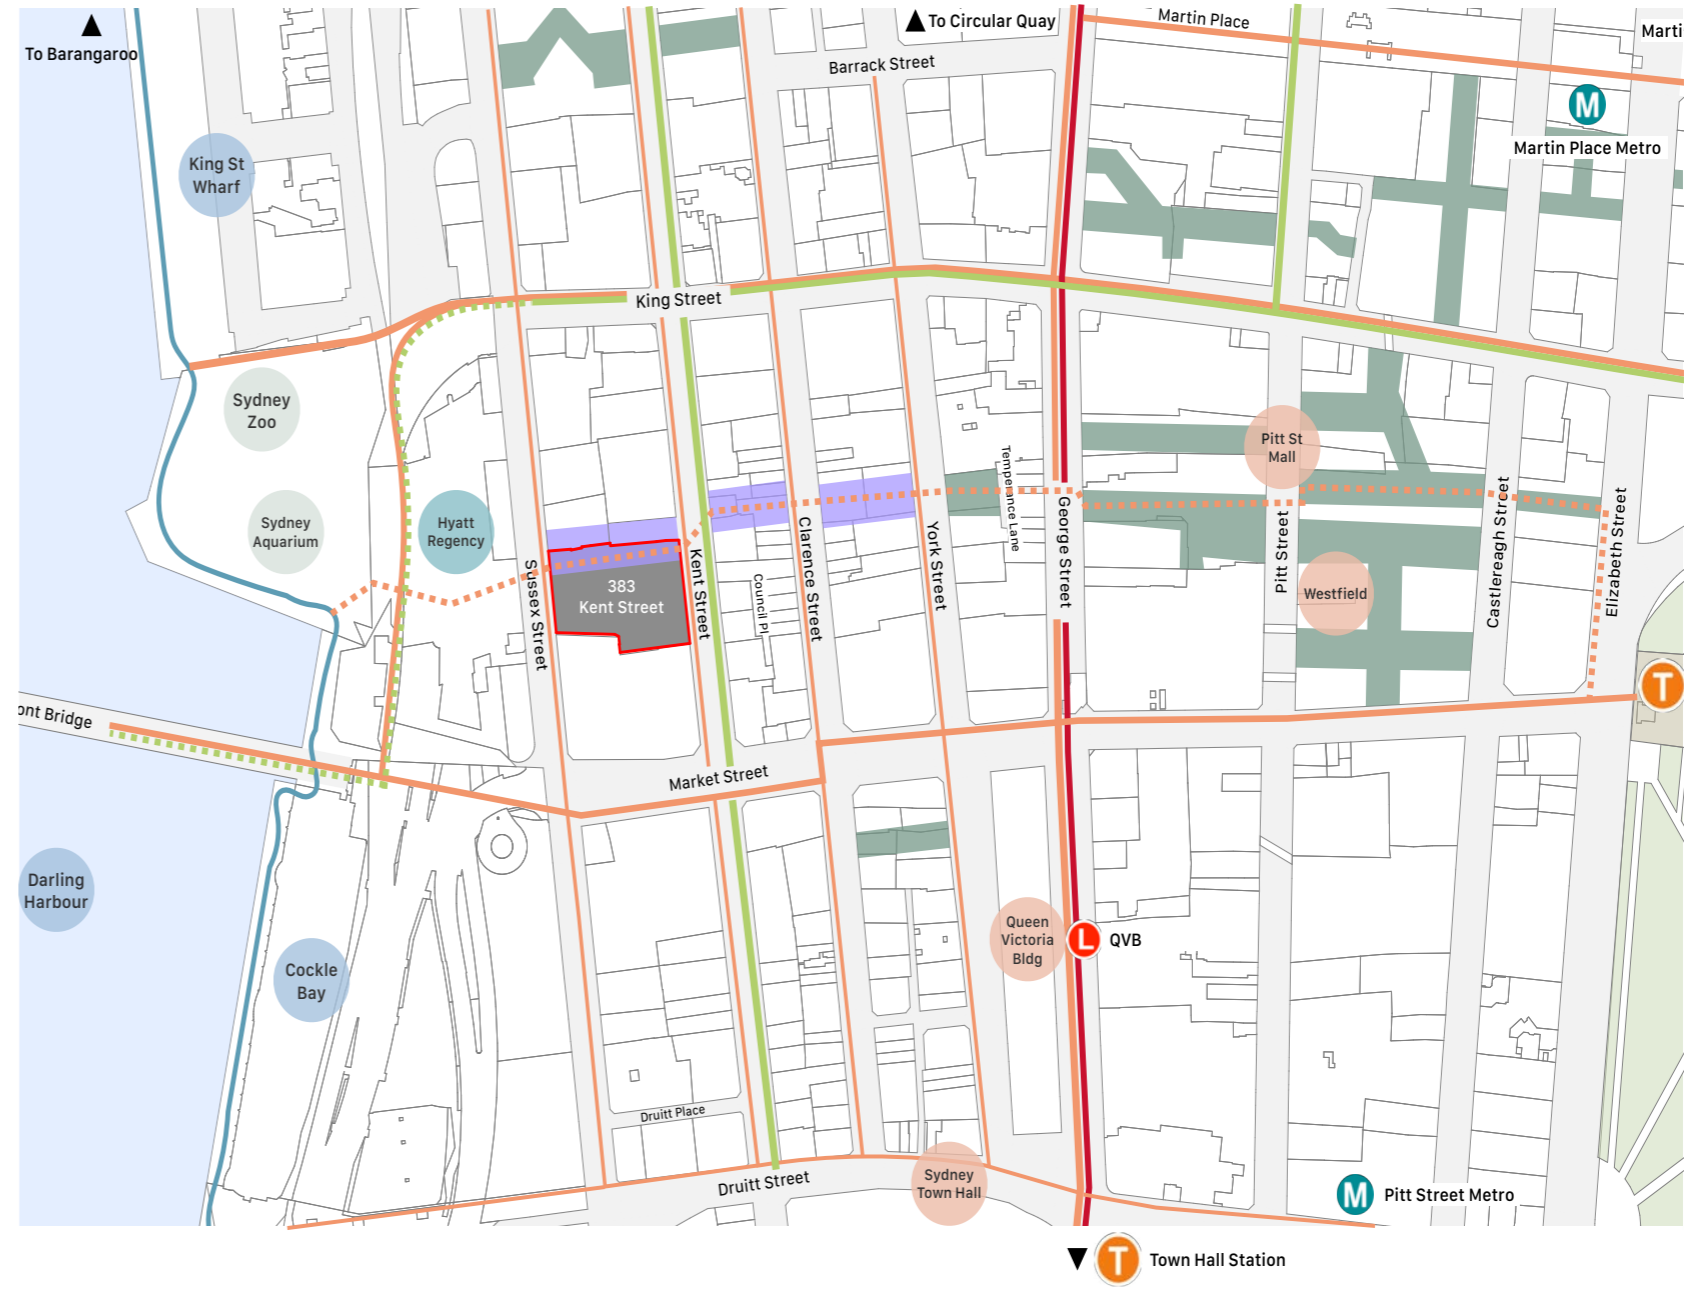 To Barangaroo
To Circular Quay
Martin Place
Marti
Barrack Street
M
Martin Place Metro
King St
Wharf
King Street
Sydney
Zoo
Pitt St
Mall
Sydney
Aquarium
Hyatt
Regency
Temperance Lane
George Street
Pitt Street
Castlereagh Street
Elizabeth Street
Sussex Street
383
Kent Street
Kent Street
Council Pl
Clarence Street
York Street
Westfield
T
ont Bridge
Market Street
Darling
Harbour
Cockle
Bay
Queen
Victoria
Bldg
L
QVB
Druitt Place
Druitt Street
Sydney
Town Hall
M
Pitt Street Metro
T
Town Hall Station